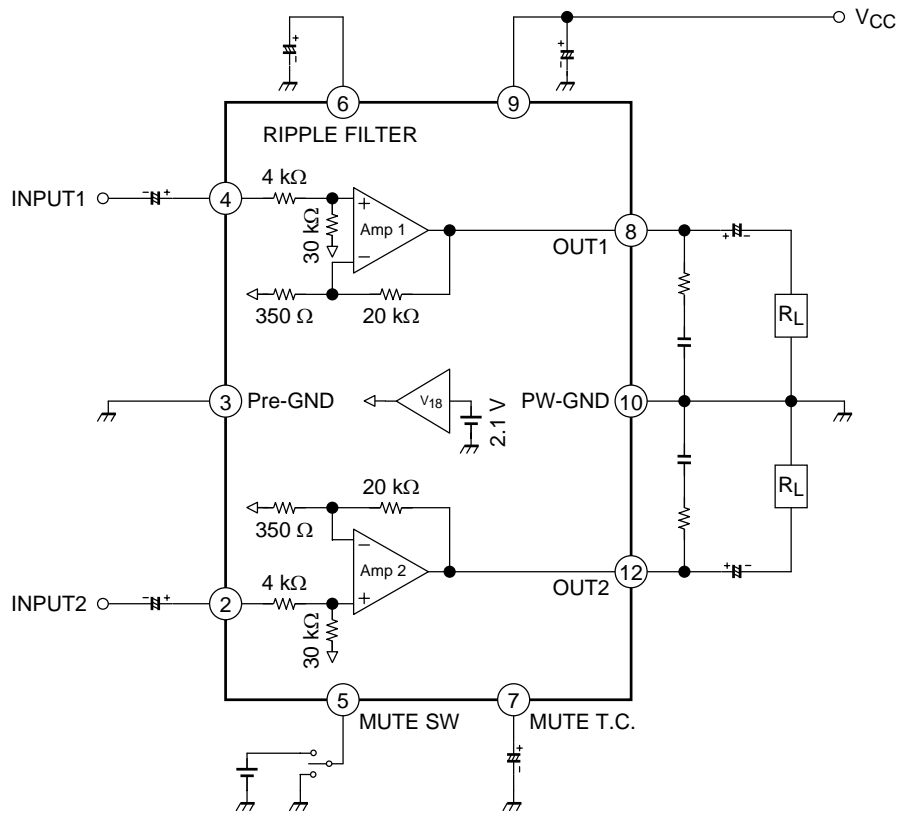 VCC
6
9
RIPPLE FILTER
INPUT1
4
4 kΩ
30 kΩ
+
Amp 1
−
8
OUT1
350 Ω
20 kΩ
RL
3
Pre-GND
V18
2.1 V
PW-GND
10
20 kΩ
350 Ω
−
Amp 2
+
RL
12
OUT2
INPUT2
2
4 kΩ
30 kΩ
5
MUTE SW
7
MUTE T.C.